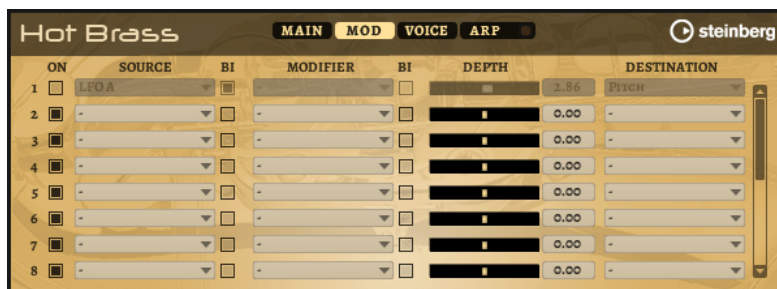 Hot Brass MAIN MOD VOICE ARP steinberg
ON SOURCE BI MODIFIER BI DEPTH DESTINATION
1 LFO A - 2.86 PITCH
2 - - 0.00 -
3 - - 0.00 -
4 - - 0.00 -
5 - - 0.00 -
6 - - 0.00 -
7 - - 0.00 -
8 - - 0.00 -